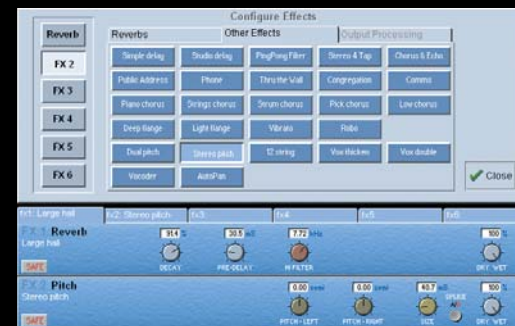 Configure Effects
Reverb
FX 2
FX 3
FX 4
FX 5
FX 6
Reverbs Other Effects Output Processing
Simple delay Studio delay PingPong Filter Stereo 4 Tap Chorus & Echo
Public Address Phone Thru the Wall Congregation Comms
Piano chorus Strings chorus Strum chorus Pick chorus Low chorus
Deep flange Light flange Vibrato Robo
Dual pitch Stereo pitch 12 string Vox thicken Vox double
Vocoder AutoPan
Close
fx1: Large hall fx2: Stereo pitch fx3 fx4 fx5 fx6
FX 1 Reverb
Large hall
SAFE
91.4 % 30.5 mS 7.72 kHz 100 %
DECAY PRE-DELAY HI FILTER DRY WET
FX 2 Pitch
Stereo pitch
SAFE
0.00 0.00 40.7 mS 100 %
PITCH-LEFT PITCH-RIGHT SIZE SPLICE DRY WET